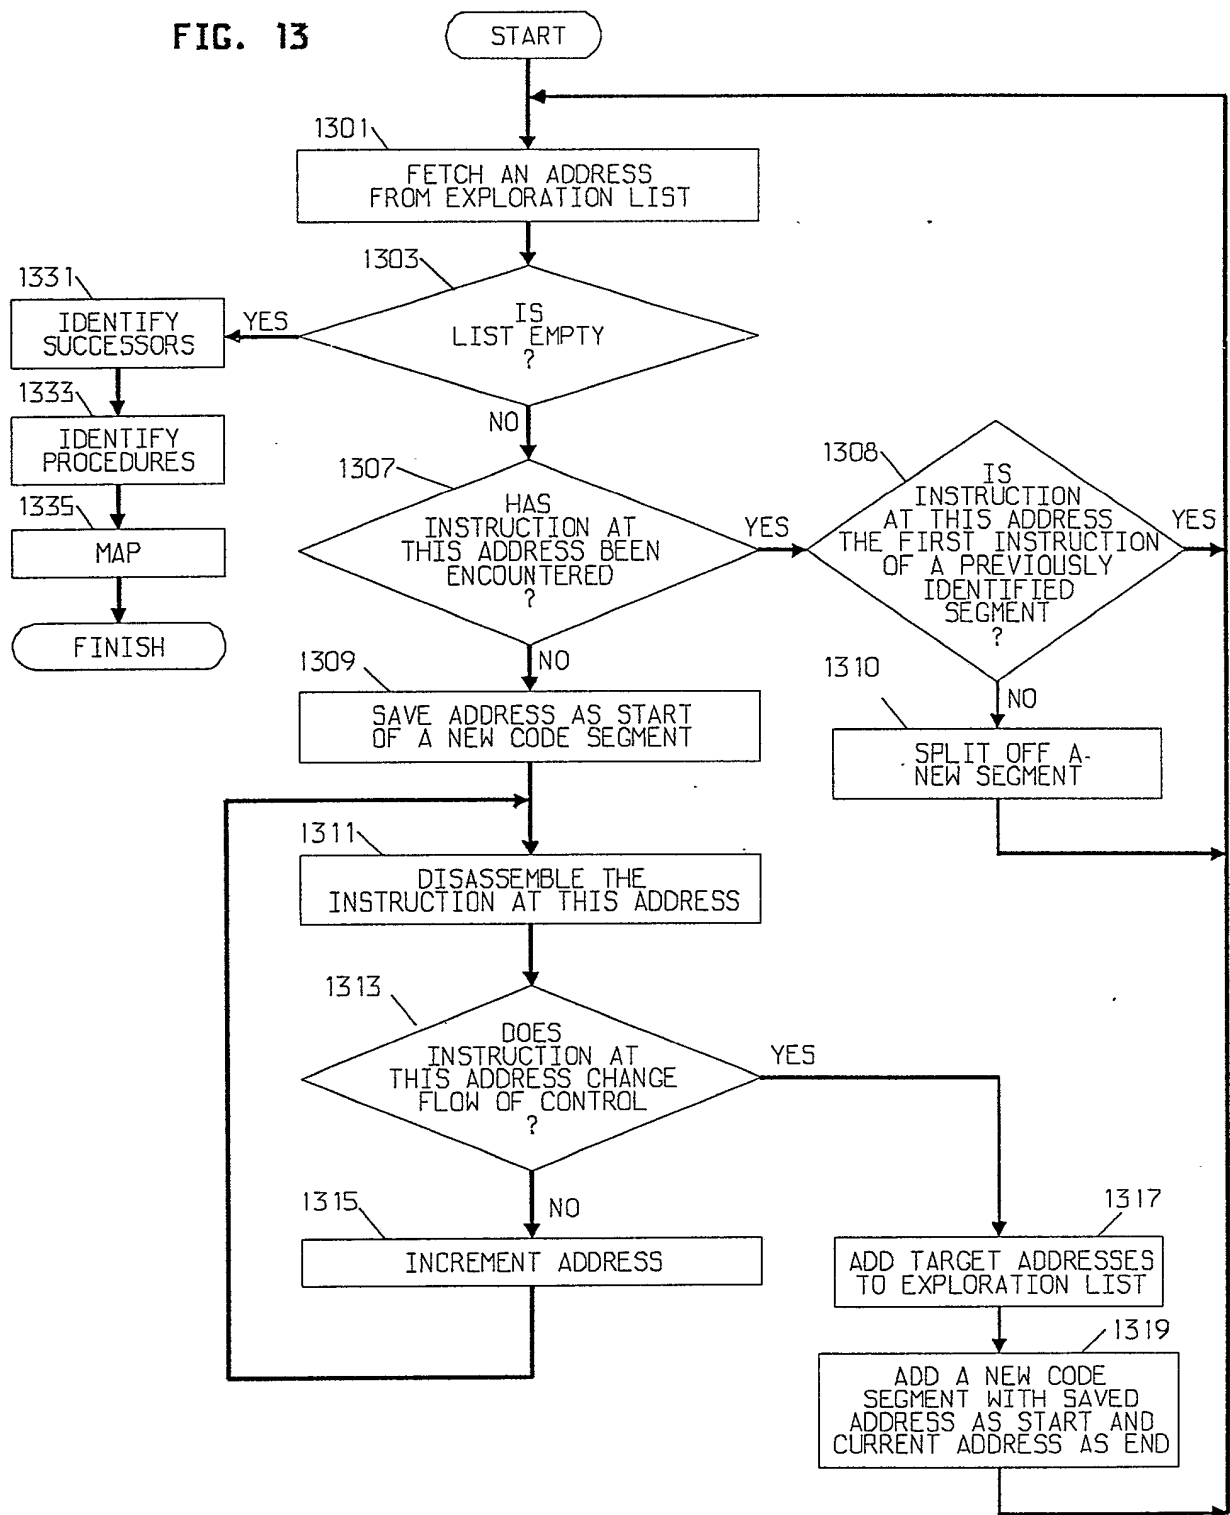 FIG. 13
START
1301
FETCH AN ADDRESS
FROM EXPLORATION LIST
1303
IS
LIST EMPTY
?
YES
1331
IDENTIFY
SUCCESSORS
1333
IDENTIFY
PROCEDURES
1335
MAP
FINISH
NO
1307
HAS
INSTRUCTION AT
THIS ADDRESS BEEN
ENCOUNTERED
?
YES
1308
IS
INSTRUCTION
AT THIS ADDRESS
THE FIRST INSTRUCTION
OF A PREVIOUSLY
IDENTIFIED
SEGMENT
?
YES
NO
1310
SPLIT OFF A
NEW SEGMENT
NO
1309
SAVE ADDRESS AS START
OF A NEW CODE SEGMENT
1311
DISASSEMBLE THE
INSTRUCTION AT THIS ADDRESS
1313
DOES
INSTRUCTION AT
THIS ADDRESS CHANGE
FLOW OF CONTROL
?
YES
NO
1315
INCREMENT ADDRESS
1317
ADD TARGET ADDRESSES
TO EXPLORATION LIST
1319
ADD A NEW CODE
SEGMENT WITH SAVED
ADDRESS AS START AND
CURRENT ADDRESS AS END